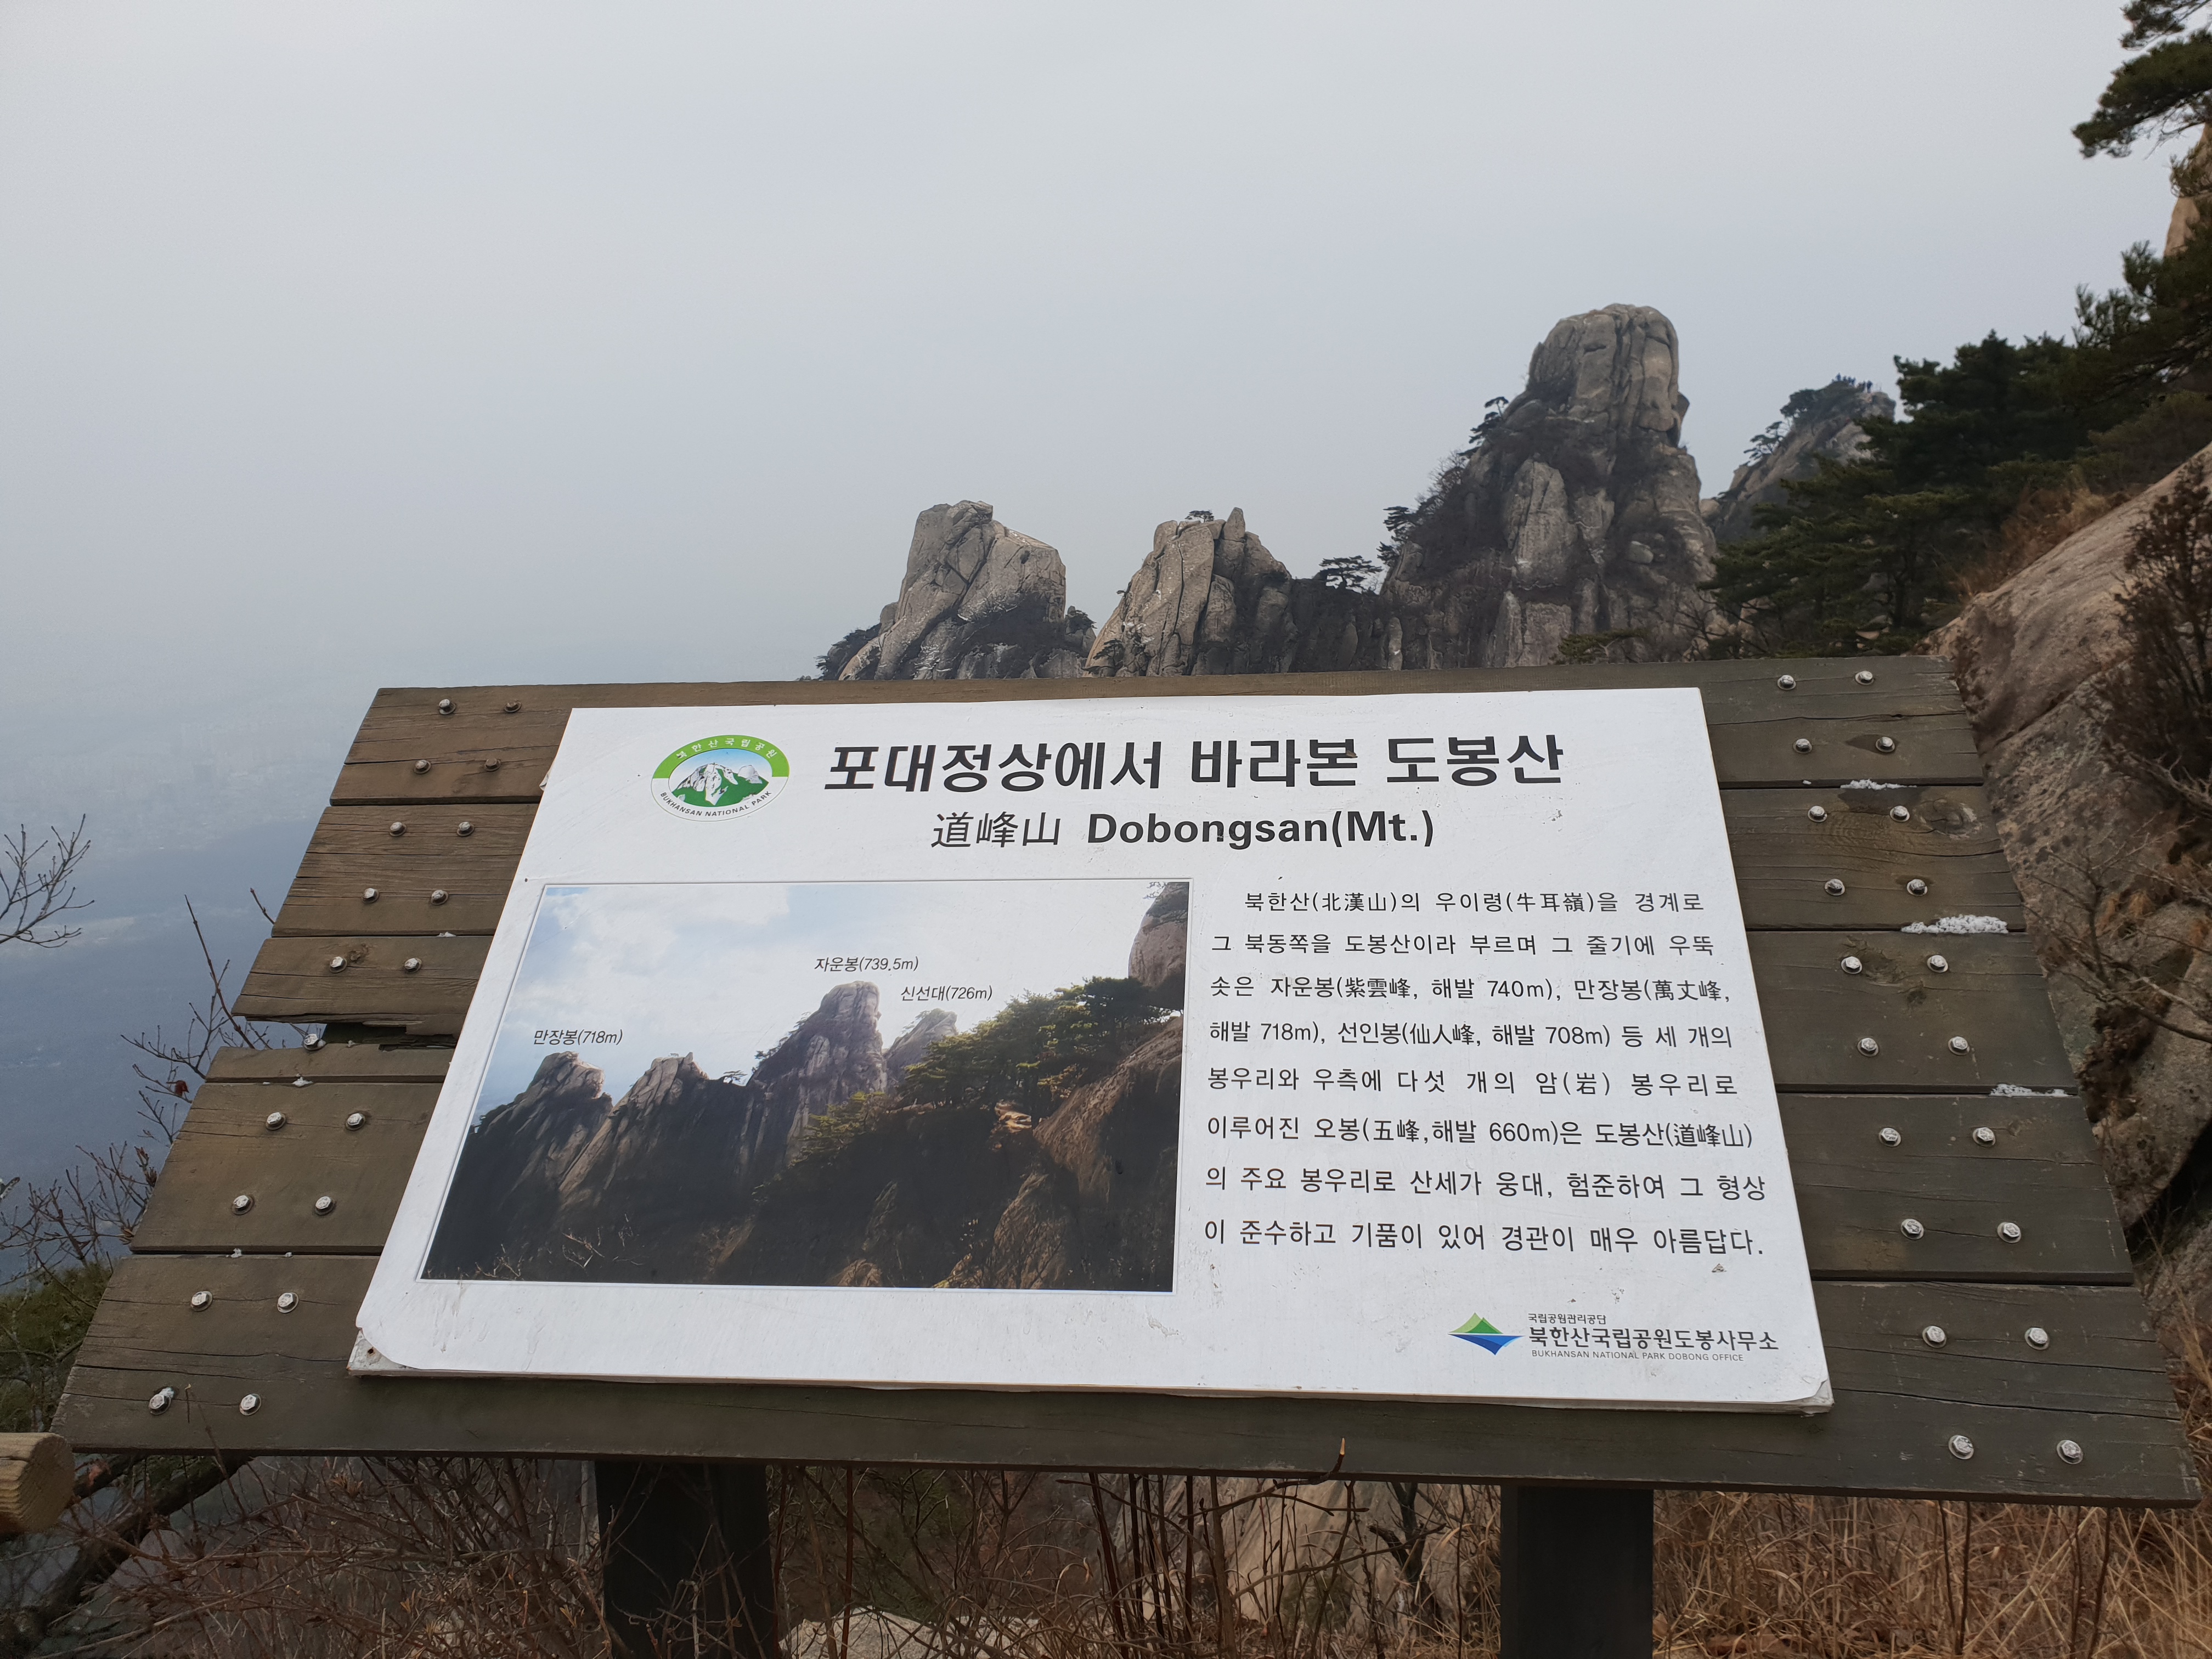 북한산국립공원
BUKHANSAN NATIONAL PARK
포대정상에서 바라본 도봉산
道峰山 Dobongsan(Mt.)
자운봉(739.5m)
신선대(726m)
만장봉(718m)
북한산(北漢山)의 우이령(牛耳嶺)을 경계로
그 북동쪽을 도봉산이라 부르며 그 줄기에 우뚝
솟은 자운봉(紫雲峰, 해발 740m), 만장봉(萬丈峰,
해발 718m), 선인봉(仙人峰, 해발 708m) 등 세 개의
봉우리와 우측에 다섯 개의 암(岩) 봉우리로
이루어진 오봉(五峰,해발 660m)은 도봉산(道峰山)
의 주요 봉우리로 산세가 웅대, 험준하여 그 형상
이 준수하고 기품이 있어 경관이 매우 아름답다.
국립공원관리공단
북한산국립공원도봉사무소
BUKHANSAN NATIONAL PARK DOBONG OFFICE